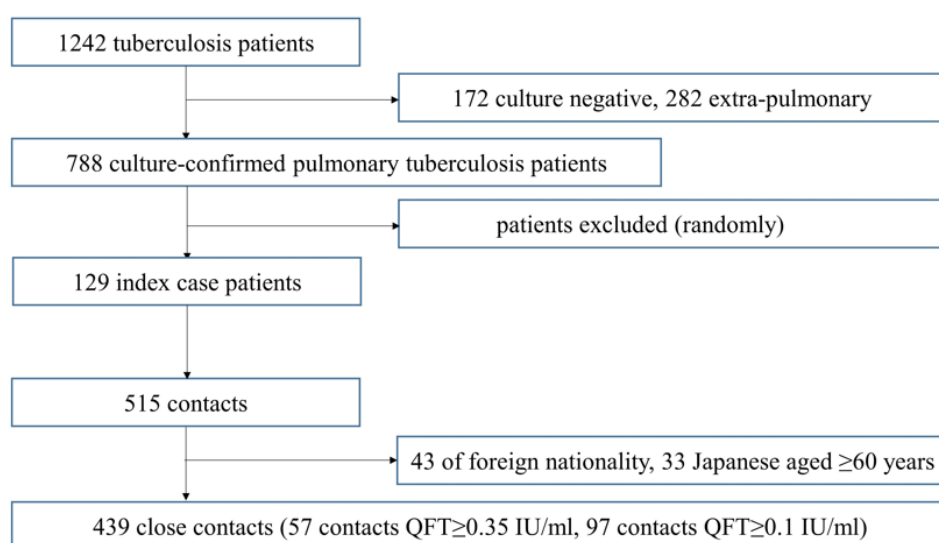 1242 tuberculosis patients
172 culture negative, 282 extra-pulmonary
788 culture-confirmed pulmonary tuberculosis patients
patients excluded (randomly)
129 index case patients
515 contacts
43 of foreign nationality, 33 Japanese aged ≥60 years
439 close contacts (57 contacts QFT≥0.35 IU/ml, 97 contacts QFT≥0.1 IU/ml)